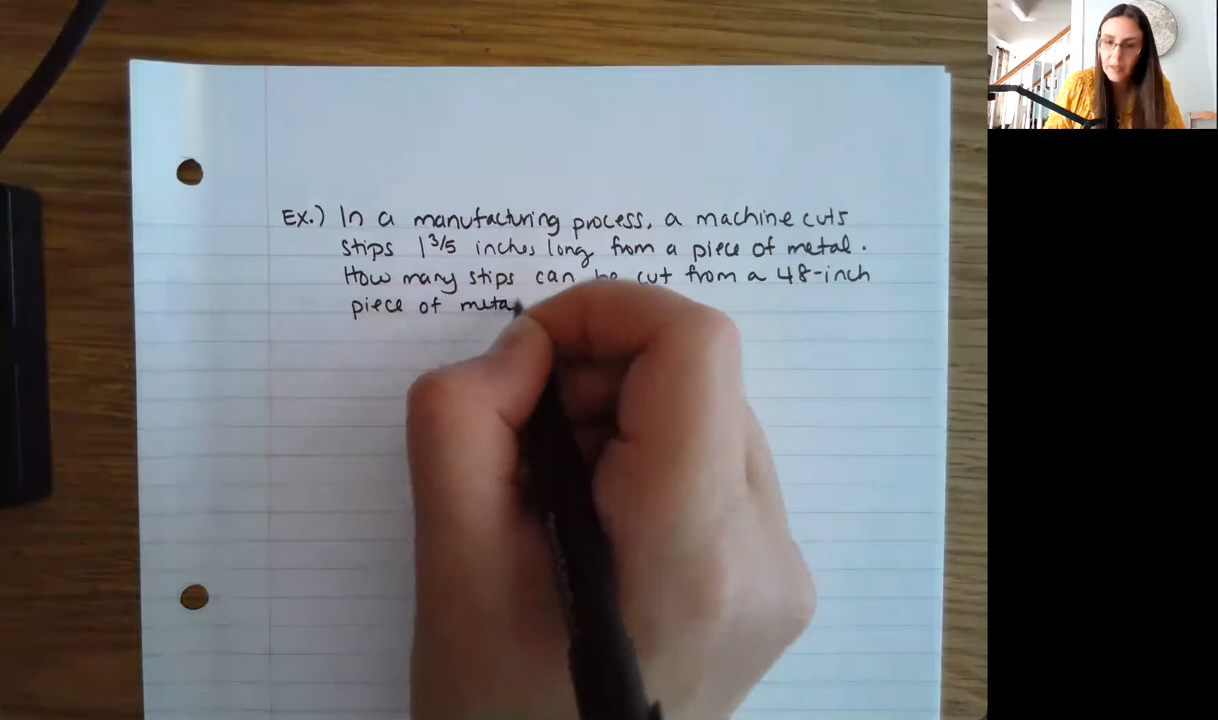 Ex.) In a manufacturing process, a machine cuts
stips 1 3/5 inches long from a piece of metal.
How many stips can be cut from a 48-inch
piece of meta